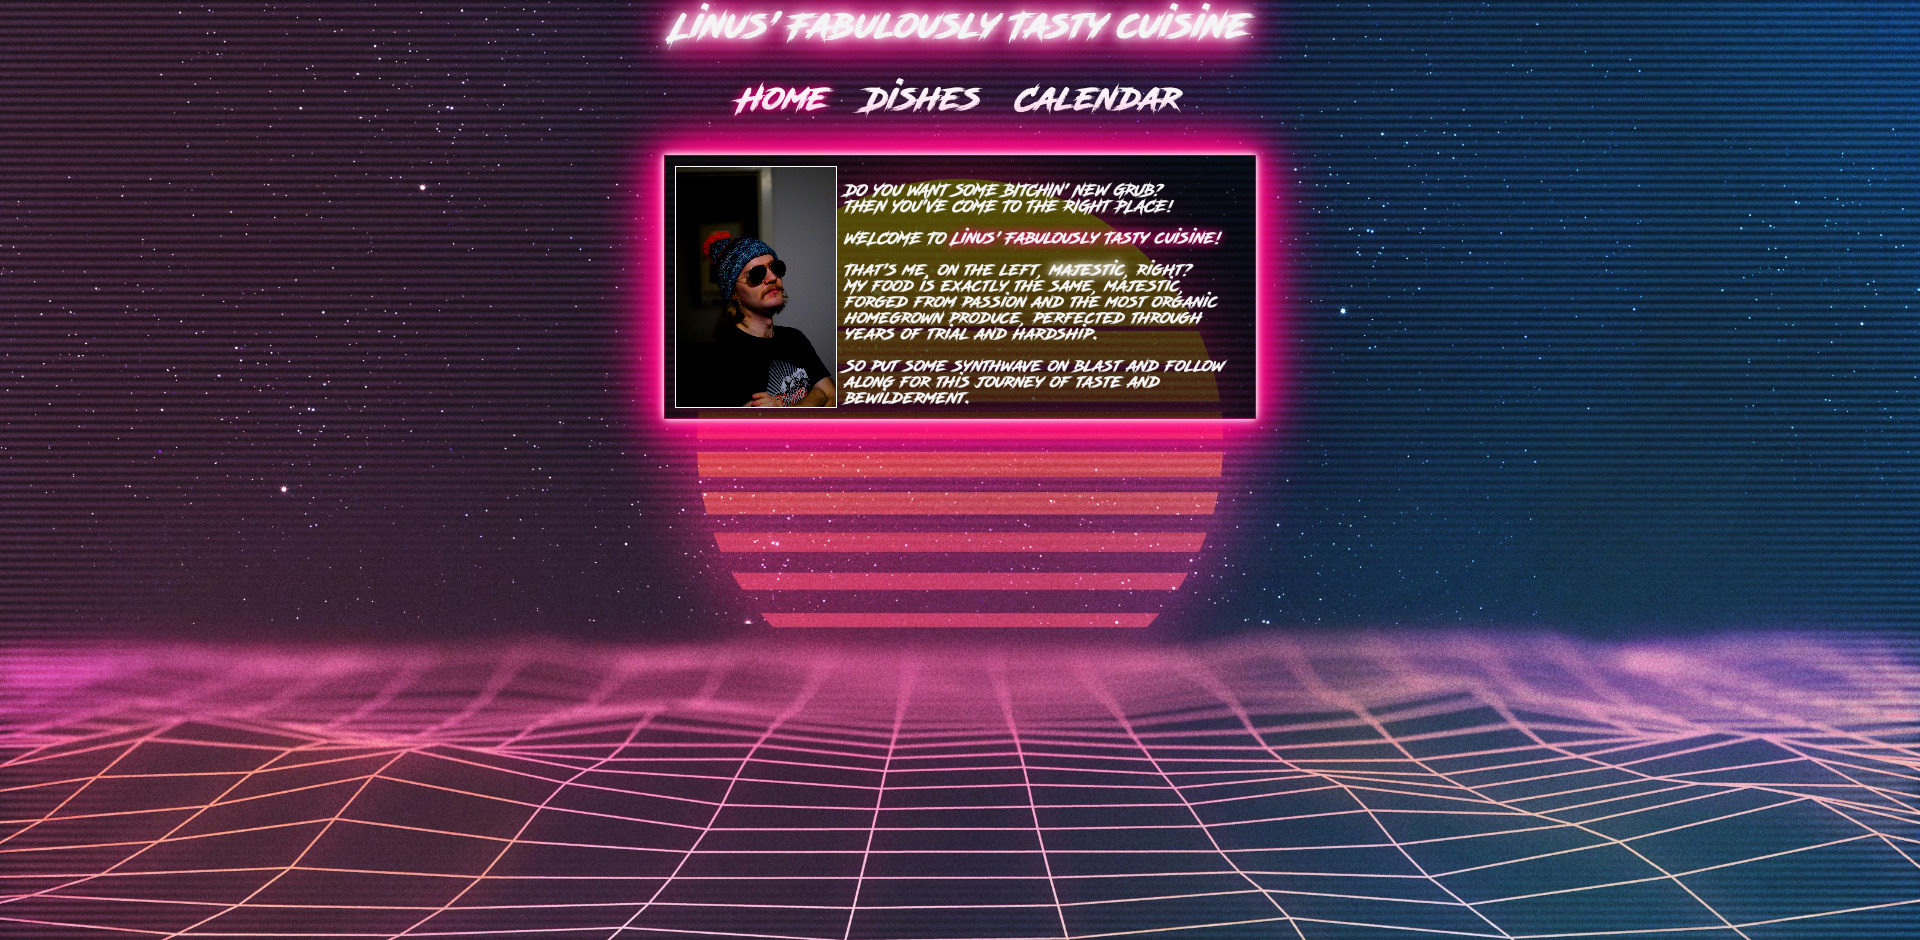 Linus' Fabulously Tasty Cuisine
Home Dishes Calendar
Do you want some bitchin' new grub?
Then you've come to the right place!
Welcome to Linus' Fabulously Tasty Cuisine!
That's me, on the left, majestic, right?
My food is exactly the same, majestic,
forged from passion and the most organic
homegrown produce, perfected through
years of trial and hardship.
So put some synthwave on blast and follow
along for this journey of taste and
bewilderment.